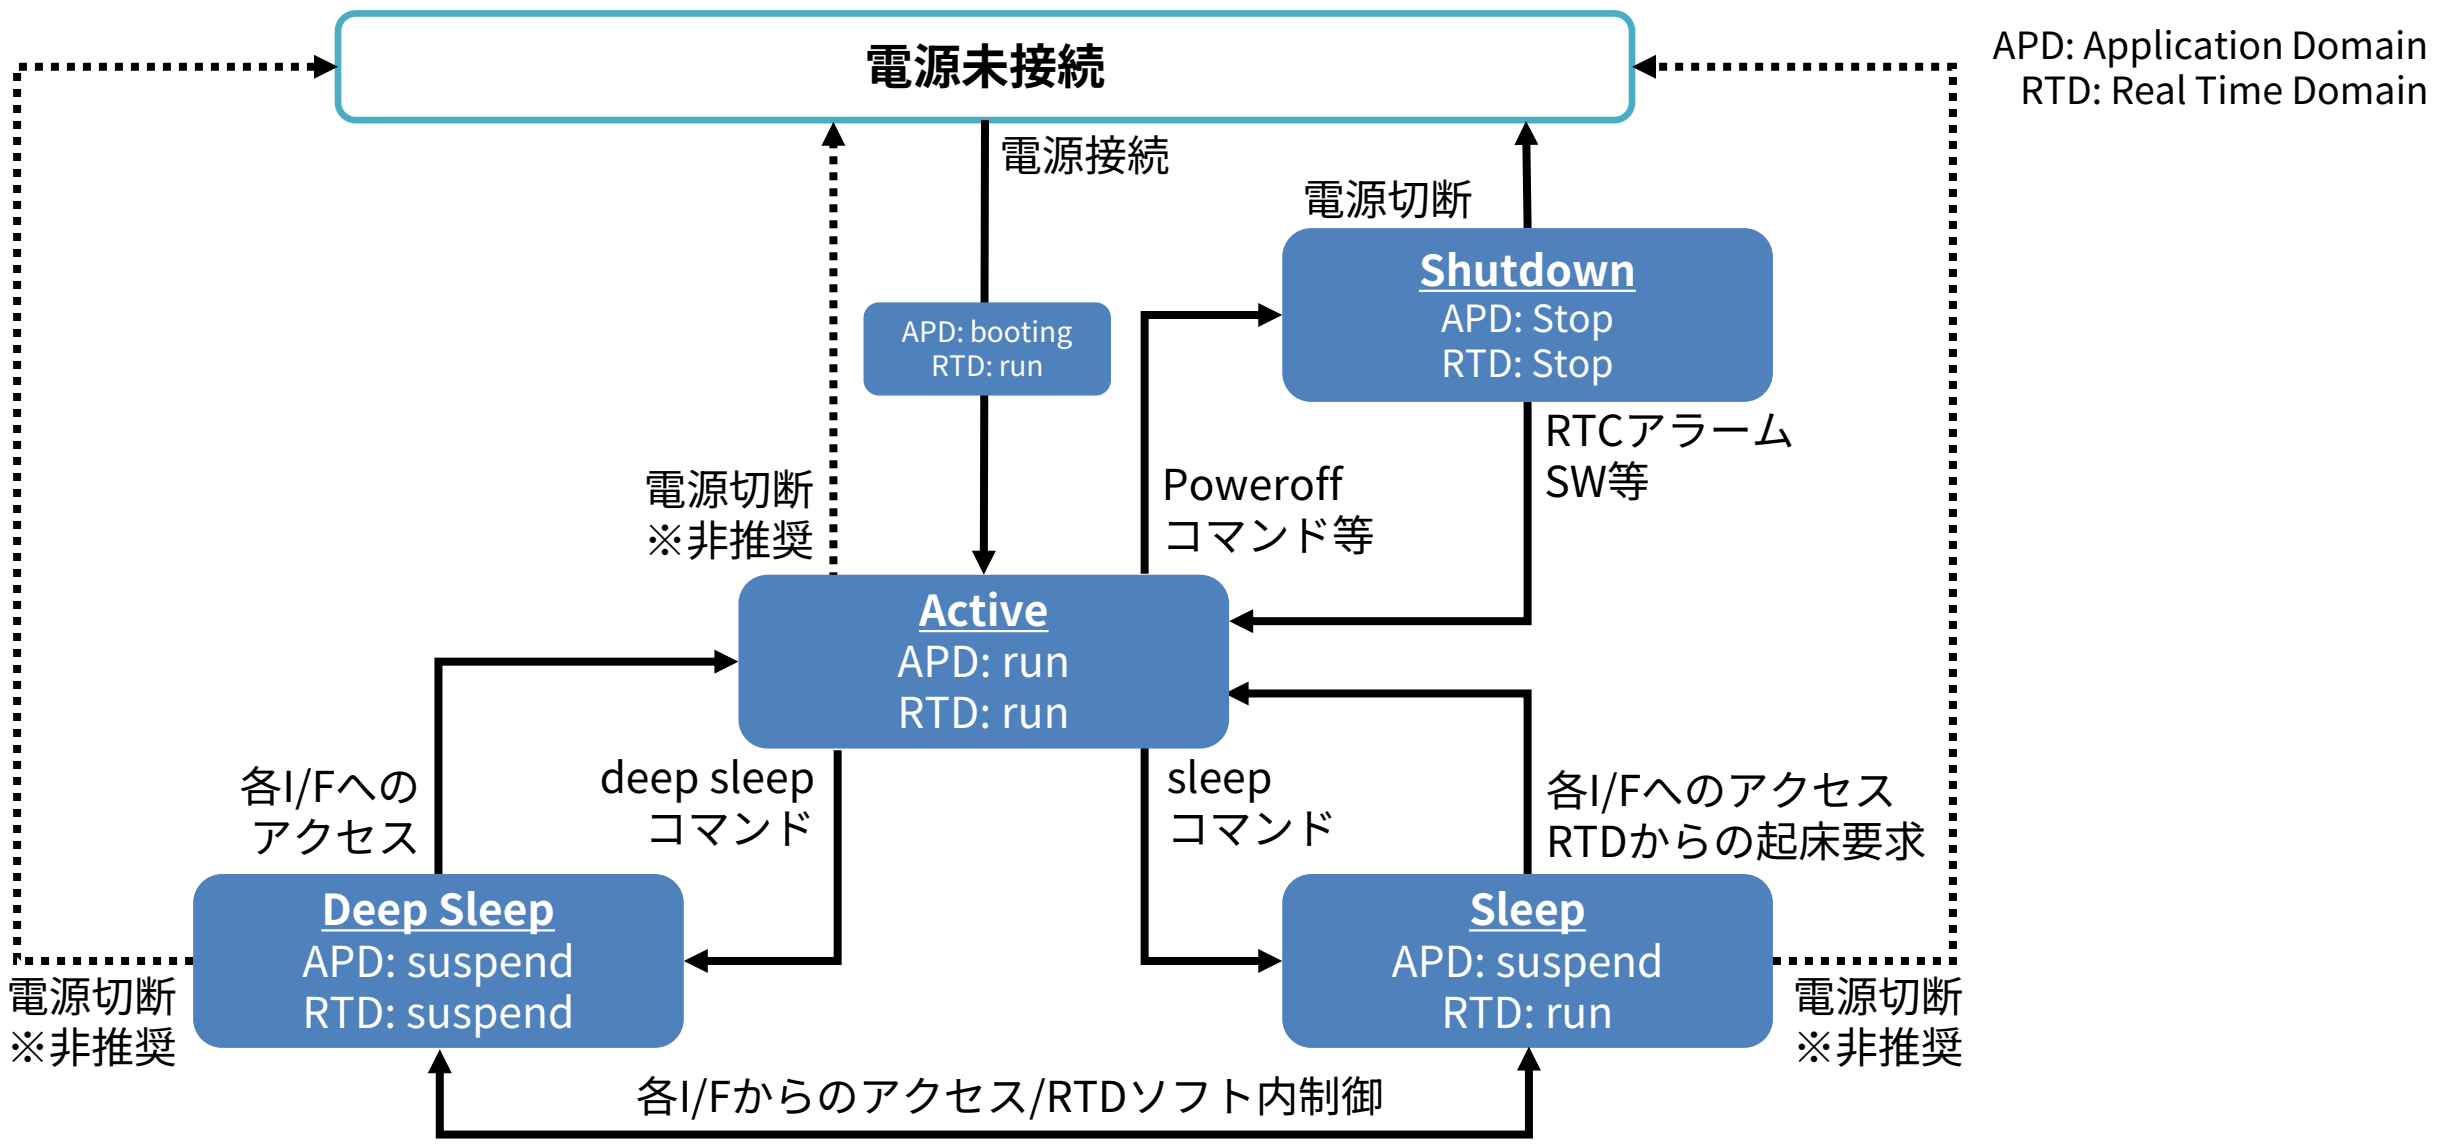 電源未接続
APD: Application Domain
RTD: Real Time Domain
電源接続
電源切断
Shutdown
APD: Stop
RTD: Stop
APD: booting
RTD: run
RTCアラーム
SW等
電源切断
※非推奨
Poweroff
コマンド等
Active
APD: run
RTD: run
各I/Fへの
アクセス
deep sleep
コマンド
sleep
コマンド
各I/Fへのアクセス
RTDからの起床要求
Deep Sleep
APD: suspend
RTD: suspend
Sleep
APD: suspend
RTD: run
電源切断
※非推奨
電源切断
※非推奨
各I/Fからのアクセス/RTDソフト内制御